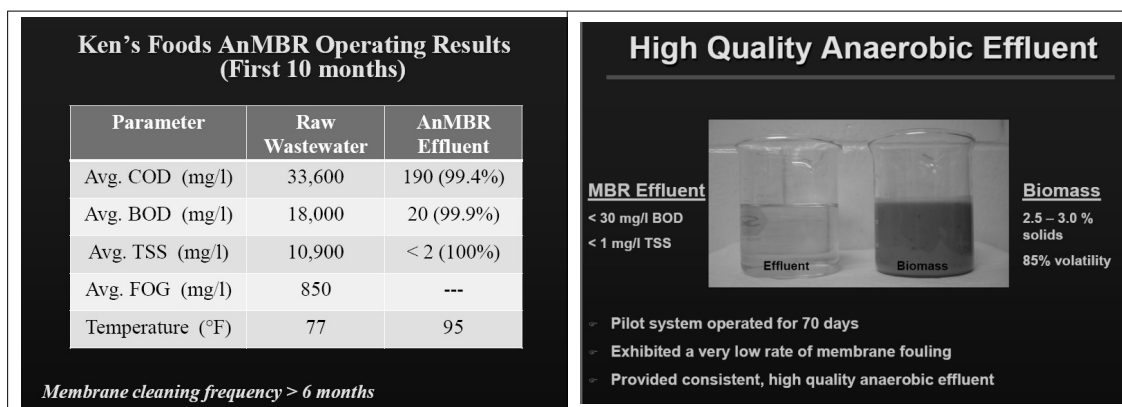 Ken's Foods AnMBR Operating Results
(First 10 months)
Parameter Raw Wastewater AnMBR Effluent
Avg. COD (mg/l) 33,600 190 (99.4%)
Avg. BOD (mg/l) 18,000 20 (99.9%)
Avg. TSS (mg/l) 10,900 < 2 (100%)
Avg. FOG (mg/l) 850 ---
Temperature (°F) 77 95
Membrane cleaning frequency > 6 months
High Quality Anaerobic Effluent
MBR Effluent
< 30 mg/l BOD
< 1 mg/l TSS
Effluent
Biomass
Biomass
2.5 – 3.0 %
solids
85% volatility
Pilot system operated for 70 days
Exhibited a very low rate of membrane fouling
Provided consistent, high quality anaerobic effluent